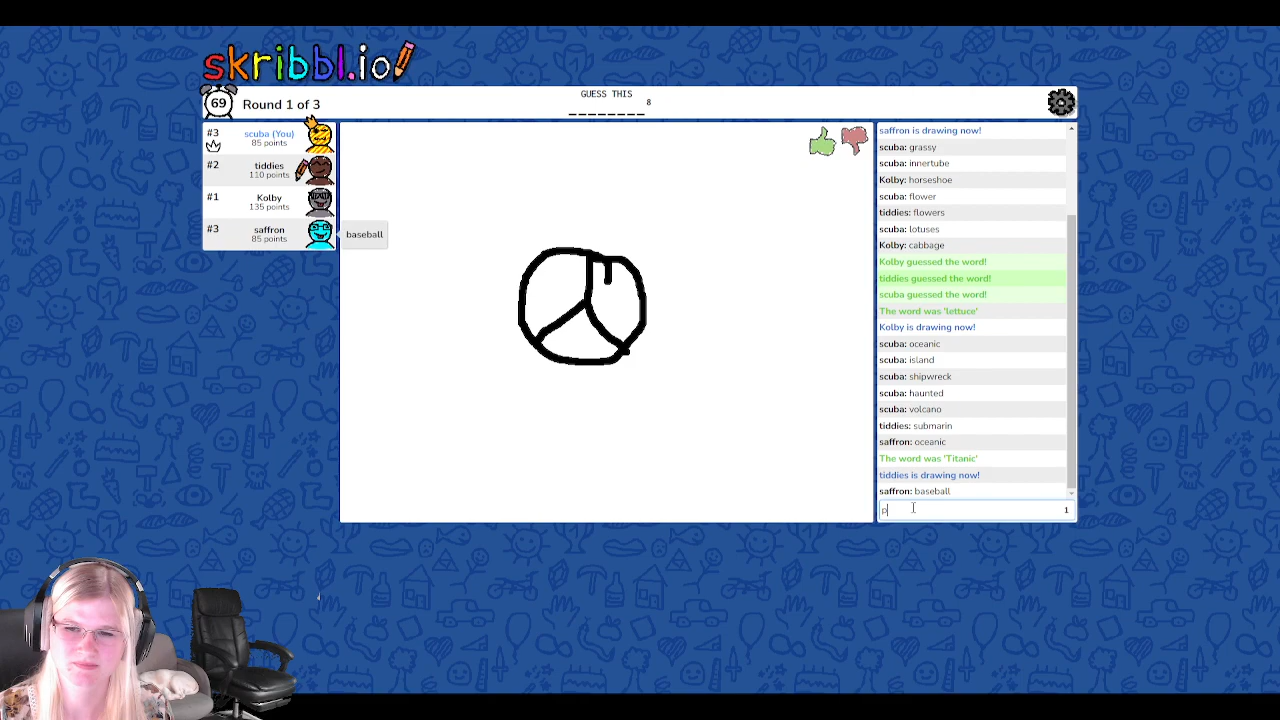 skribbl.io
69
Round 1 of 3
GUESS THIS
________ 8
#3 scuba (You)
85 points
#2 tiddies
110 points
#1 Kolby
135 points
#3 saffron
85 points
baseball
saffron is drawing now!
scuba: grassy
scuba: innertube
Kolby: horseshoe
scuba: flower
tiddies: flowers
scuba: lotuses
Kolby: cabbage
Kolby guessed the word!
tiddies guessed the word!
scuba guessed the word!
The word was 'lettuce'
Kolby is drawing now!
scuba: oceanic
scuba: island
scuba: shipwreck
scuba: haunted
scuba: volcano
tiddies: submarin
saffron: oceanic
The word was 'Titanic'
tiddies is drawing now!
saffron: baseball
p 1